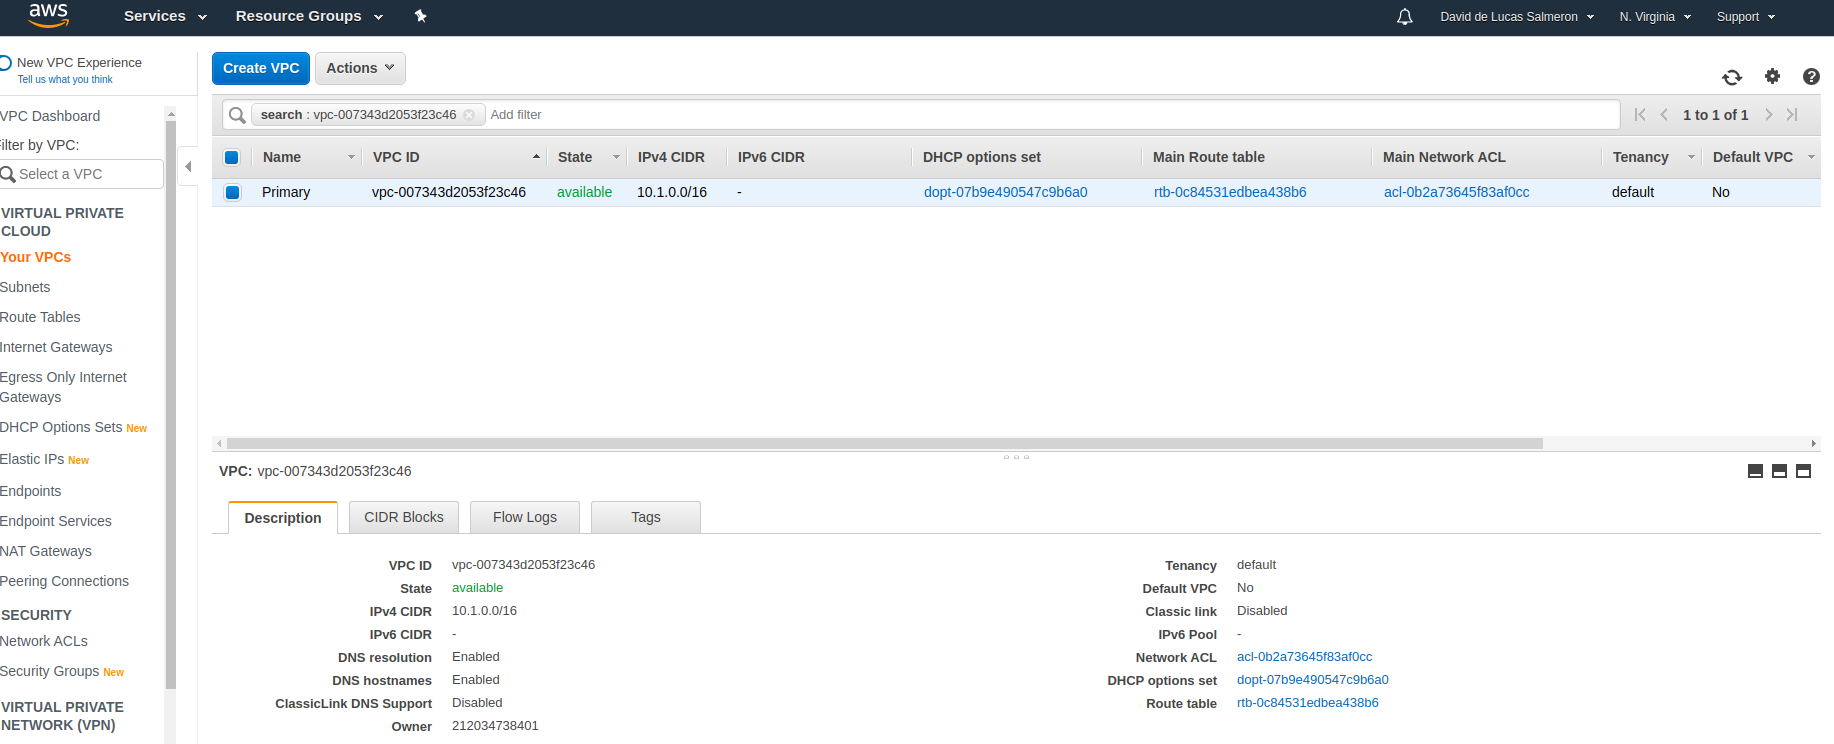 aws Services Resource Groups David de Lucas Salmeron N. Virginia Support
New VPC Experience
Tell us what you think
VPC Dashboard
ilter by VPC:
Select a VPC
VIRTUAL PRIVATE
CLOUD
Your VPCs
Subnets
Route Tables
Internet Gateways
Egress Only Internet
Gateways
DHCP Options Sets New
Elastic IPs New
Endpoints
Endpoint Services
NAT Gateways
Peering Connections
SECURITY
Network ACLs
Security Groups New
VIRTUAL PRIVATE
NETWORK (VPN)
Create VPC Actions
search : vpc-007343d2053f23c46 Add filter 1 to 1 of 1
Name VPC ID State IPv4 CIDR IPv6 CIDR DHCP options set Main Route table Main Network ACL Tenancy Default VPC
Primary vpc-007343d2053f23c46 available 10.1.0.0/16 - dopt-07b9e490547c9b6a0 rtb-0c84531edbea438b6 acl-0b2a73645f83af0cc default No
VPC: vpc-007343d2053f23c46
Description CIDR Blocks Flow Logs Tags
VPC ID vpc-007343d2053f23c46
State available
IPv4 CIDR 10.1.0.0/16
IPv6 CIDR -
DNS resolution Enabled
DNS hostnames Enabled
ClassicLink DNS Support Disabled
Owner 212034738401
Tenancy default
Default VPC No
Classic link Disabled
IPv6 Pool -
Network ACL acl-0b2a73645f83af0cc
DHCP options set dopt-07b9e490547c9b6a0
Route table rtb-0c84531edbea438b6